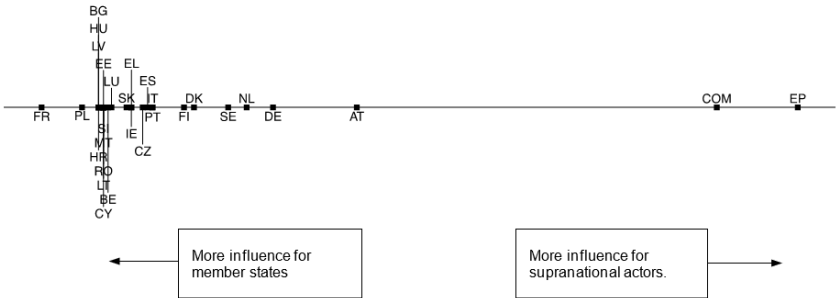 BG
HU
LV
EE EL
LU ES
SK IT DK NL COM EP
FR PL PT FI SE DE AT
SI IE
MT
HR CZ
RO
LT
BE
CY
More influence for More influence for
member states supranational actors.